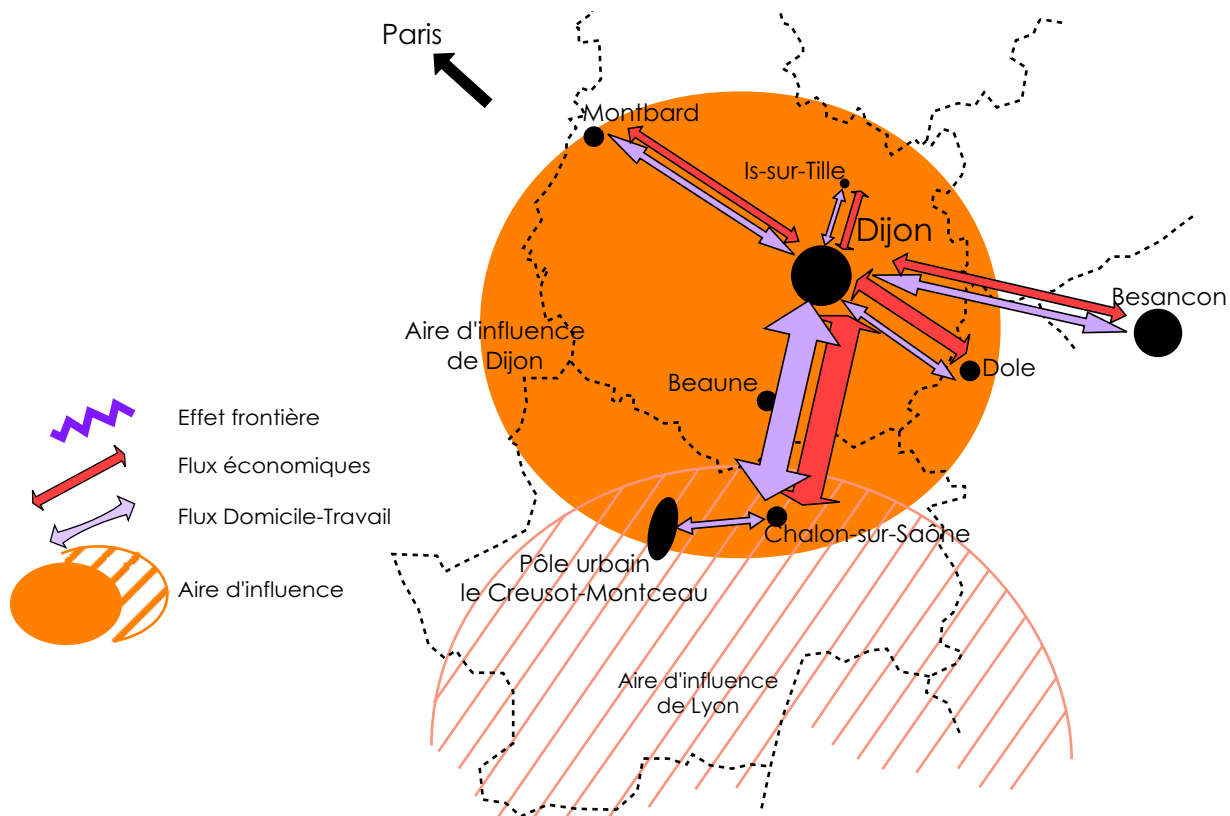 Paris
Montbard
Is-sur-Tille
Dijon
Besancon
Aire d'influence
de Dijon
Dole
Beaune
Effet frontière
Flux économiques
Flux Domicile-Travail
Chalon-sur-Saône
Pôle urbain
le Creusot-Montceau
Aire d'influence
Aire d'influence
de Lyon